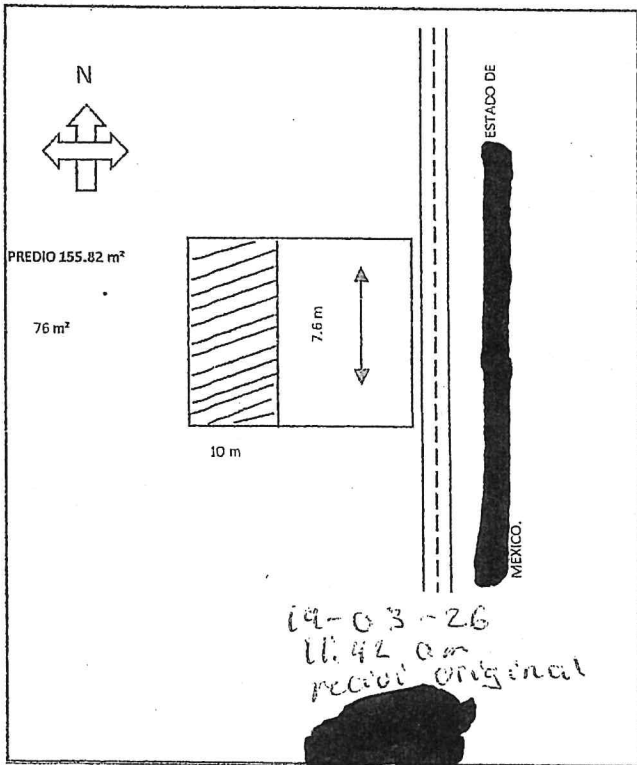 N
ESTADO DE
PREDIO 155.82 m²
76 m²
7.6 m
10 m
MEXICO.
19-03-26
11:42 am
recibi original